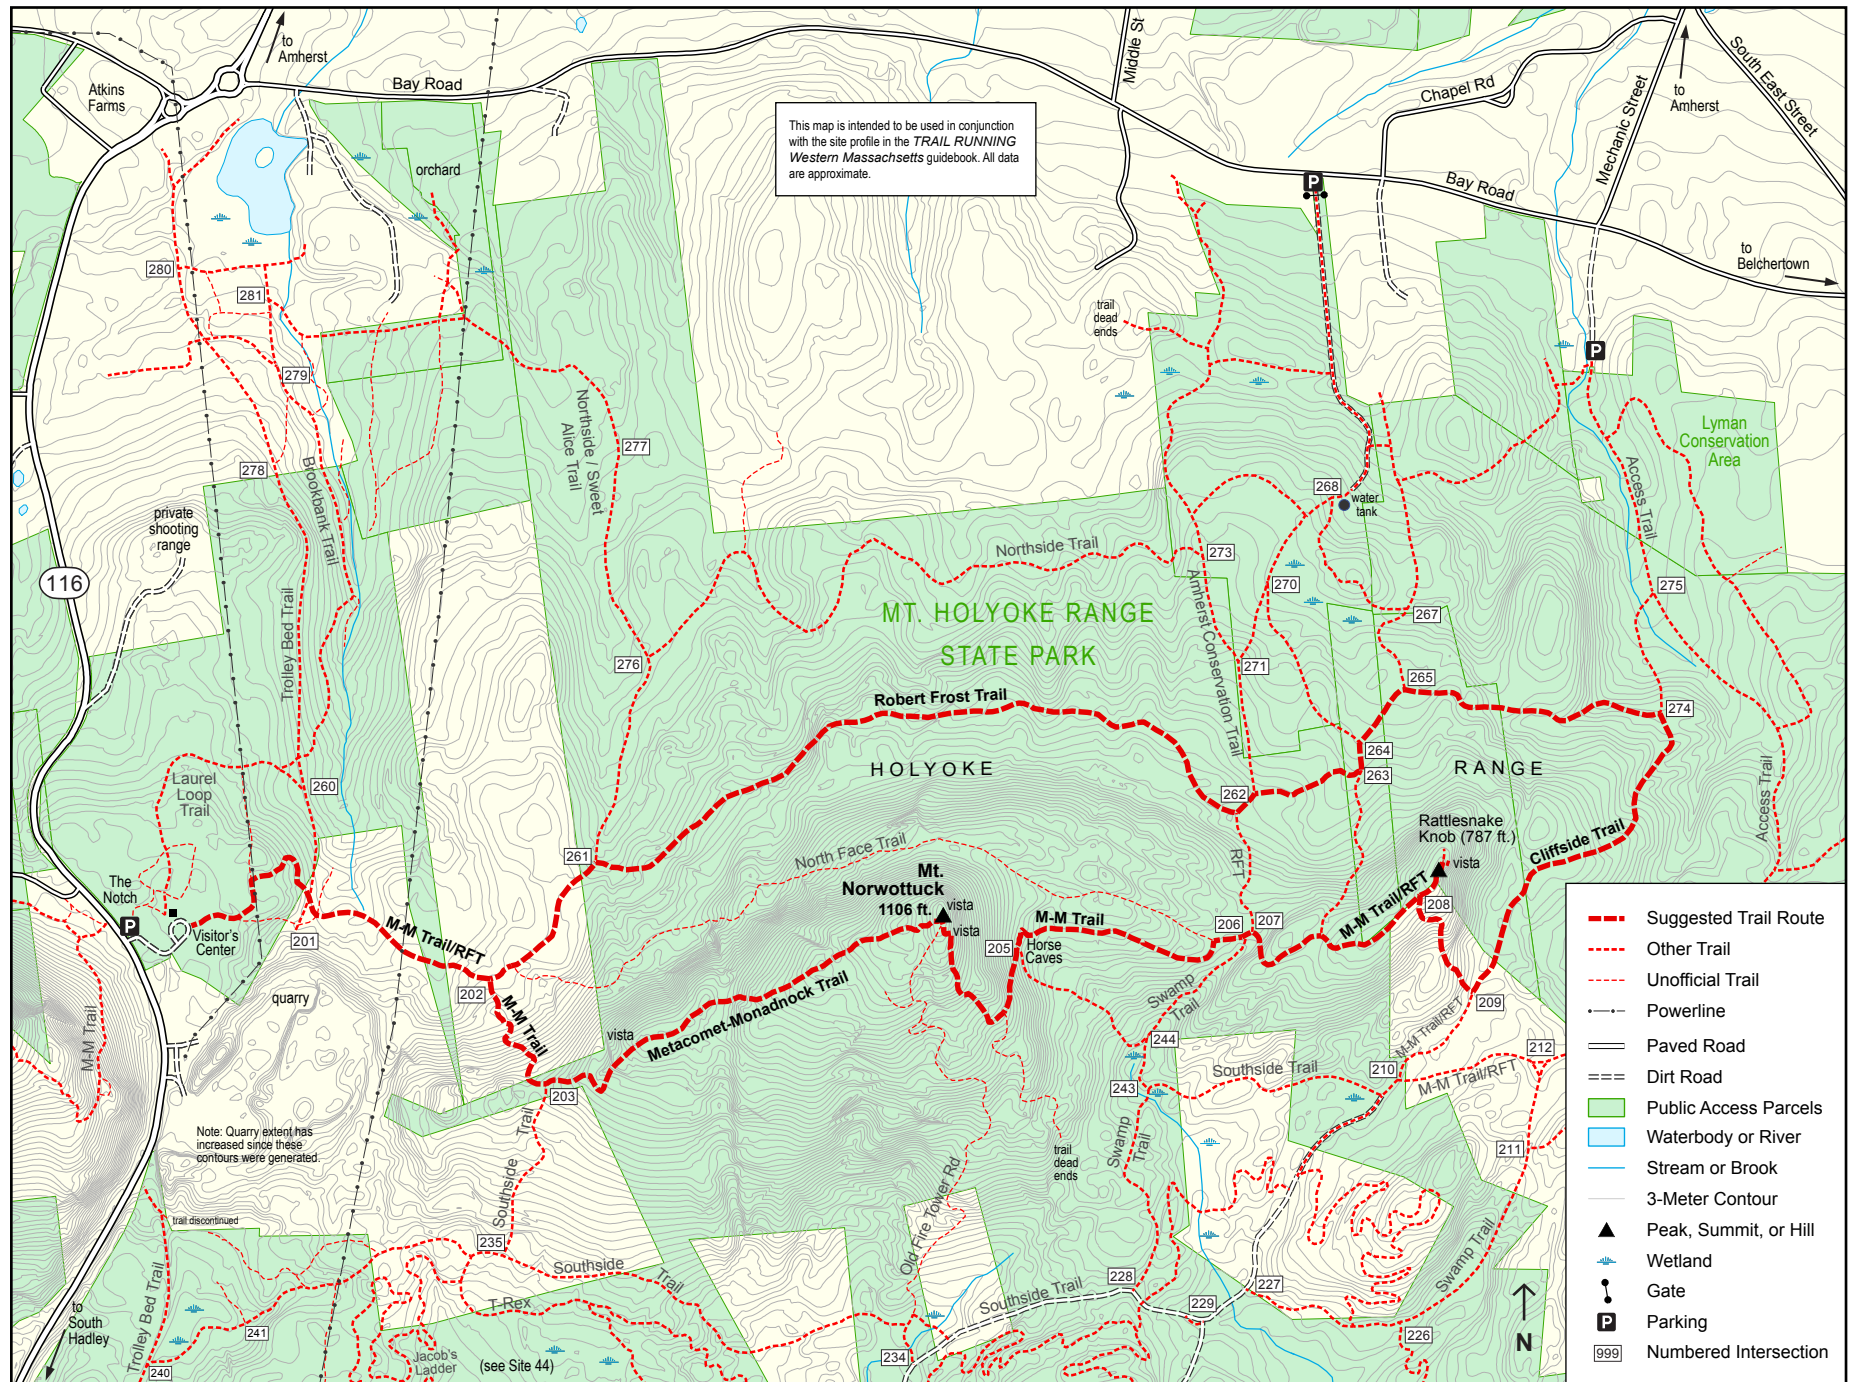 to
Amherst
Atkins
Farms
Bay Road
Middle St
Chapel Rd
Mechanic Street
to
Amherst
South East Street
This map is intended to be used in conjunction
with the site profile in the TRAIL RUNNING
Western Massachsetts guidebook. All data
are approximate.
orchard
P
Bay Road
to
Belchertown
280
281
trail
dead
ends
P
279
Northside / Sweet
Alice Trail
277
Lyman
Conservation
Area
278
Brookbank Trail
268
water
tank
Access Trail
private
shooting
range
Northside Trail
273
116
Trolley Bed Trail
Amherst Conservation Trail
270
275
MT. HOLYOKE RANGE
STATE PARK
267
276
271
265
Robert Frost Trail
274
264
263
HOLYOKE
RANGE
Laurel
Loop
Trail
260
262
Access Trail
Rattlesnake
Knob (787 ft.)
vista
Cliffside Trail
261
North Face Trail
RFT
The
Notch
P
Visitor's
Center
Mt.
Norwottuck
1106 ft.
vista
vista
M-M Trail
206
207
M-M Trail/RFT
208
201
M-M Trail/RFT
205
Horse
Caves
202
quarry
M-M Trail
Metacomet-Monadnock Trail
vista
Swamp
Trail
209
M-M Trail/RFT
M-M Trail
244
212
210
Southside Trail
M-M Trail/RFT
203
243
Note: Quarry extent has
increased since these
contours were generated.
Southside
Trail
Swamp
Trail
trail
dead
ends
211
Old Fire Tower Rd
trail discontinued
235
Southside
Trail
Swamp Trail
Trolley Bed Trail
228
227
Southside Trail
229
T-Rex
to
South
Hadley
241
226
240
Jacob's
Ladder
(see Site 44)
234
N
Suggested Trail Route
Other Trail
Unofficial Trail
Powerline
Paved Road
Dirt Road
Public Access Parcels
Waterbody or River
Stream or Brook
3-Meter Contour
Peak, Summit, or Hill
Wetland
Gate
P
Parking
999
Numbered Intersection